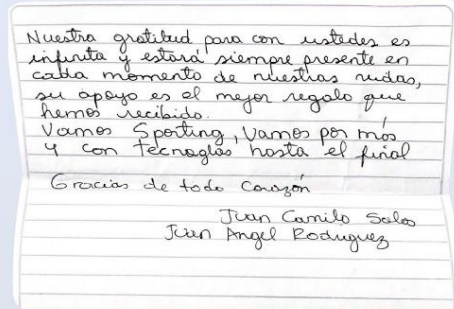 Nuestra gratitud para con ustedes es
infinita y estará siempre presente en
cada momento de nuestras vidas,
su apoyo es el mejor regalo que
hemos recibido.
Vamos Sporting, Vamos por más
y con tecnoglas hasta el final
Gracias de todo corazón
Juan Camilo Salas
Juan Angel Rodriguez